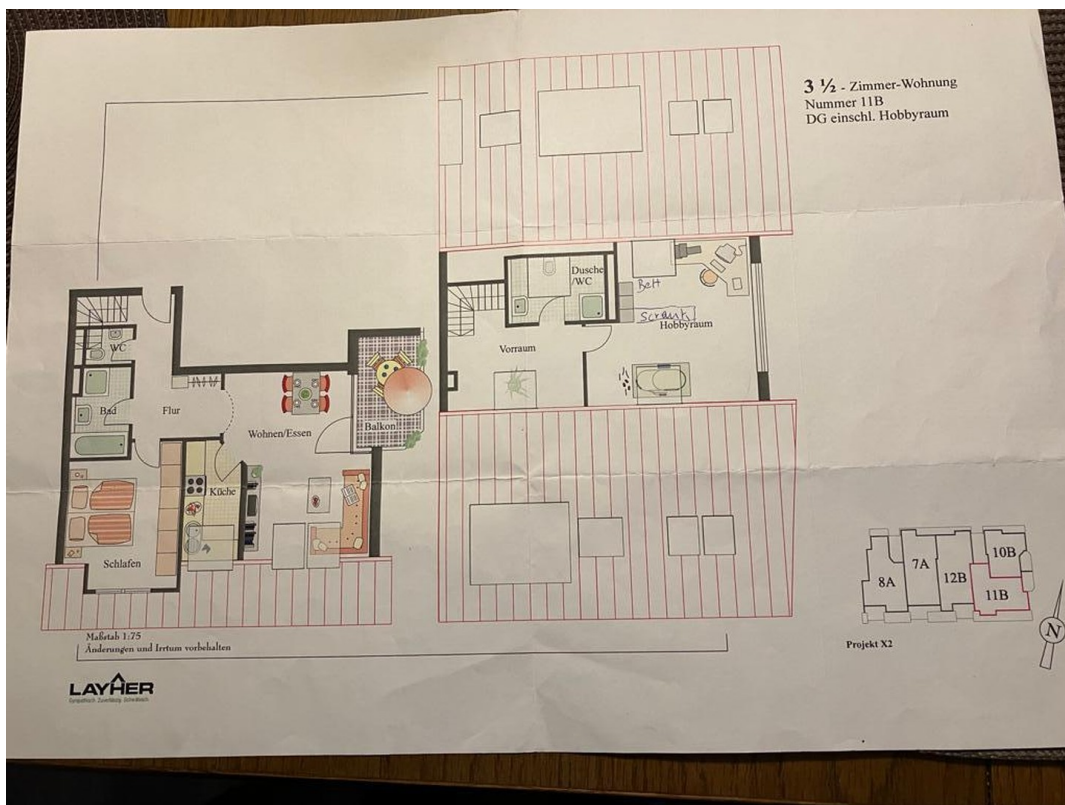 3 ½ - Zimmer-Wohnung
Nummer 11B
DG einschl. Hobbyraum
Dusche
/WC
Bett
Scrank
Hobbyraum
Vorraum
WC
Bad
Flur
Wohnen/Essen
Balkon
Küche
Schlafen
8A
7A
12B
10B
11B
N
Projekt X2
Maßstab 1:75
Änderungen und Irrtum vorbehalten
LAYHER